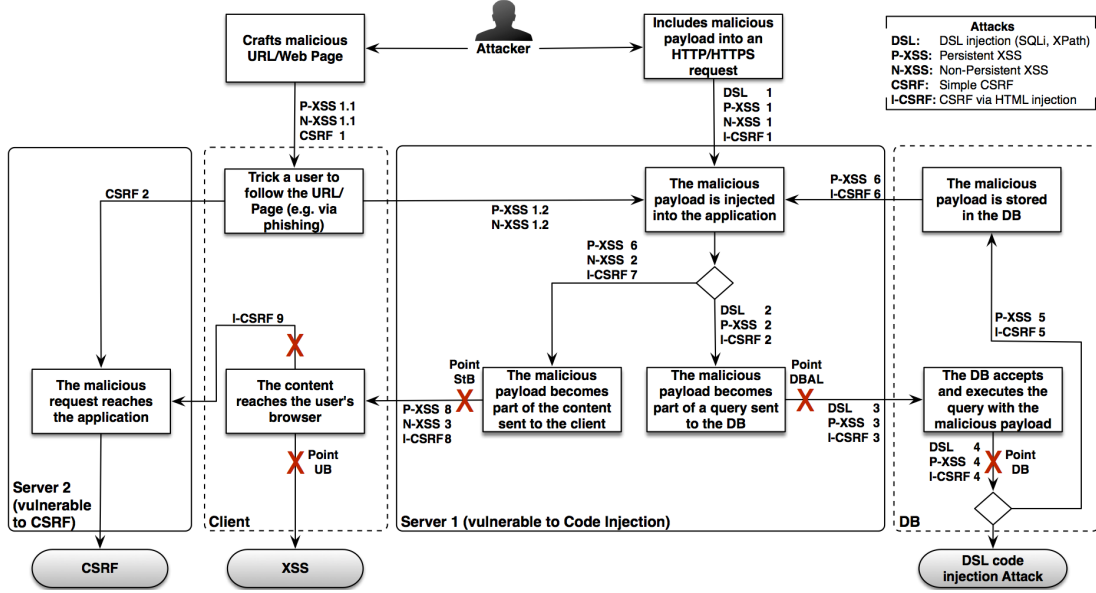 Attacker
Crafts malicious
URL/Web Page
Includes malicious
payload into an
HTTP/HTTPS
request
Attacks
DSL: DSL injection (SQLi, XPath)
P-XSS: Persistent XSS
N-XSS: Non-Persistent XSS
CSRF: Simple CSRF
I-CSRF: CSRF via HTML injection
P-XSS 1.1
N-XSS 1.1
CSRF 1
DSL 1
P-XSS 1
N-XSS 1
I-CSRF 1
CSRF 2
Trick a user to
follow the URL/
Page (e.g. via
phishing)
P-XSS 1.2
N-XSS 1.2
The malicious
payload is injected
into the application
P-XSS 6
I-CSRF 6
The malicious
payload is stored
in the DB
P-XSS 6
N-XSS 2
I-CSRF 7
DSL 2
P-XSS 2
I-CSRF 2
P-XSS 5
I-CSRF 5
I-CSRF 9
The malicious
request reaches
the application
The content
reaches the user's
browser
Point
StB
P-XSS 8
N-XSS 3
I-CSRF 8
The malicious
payload becomes
part of the content
sent to the client
The malicious
payload becomes
part of a query sent
to the DB
Point
DBAL
DSL 3
P-XSS 3
I-CSRF 3
The DB accepts
and executes the
query with the
malicious payload
Point
UB
DSL 4
P-XSS 4
I-CSRF 4
Point
DB
Server 2
(vulnerable
to CSRF)
Client
Server 1 (vulnerable to Code Injection)
DB
CSRF
XSS
DSL code
injection Attack